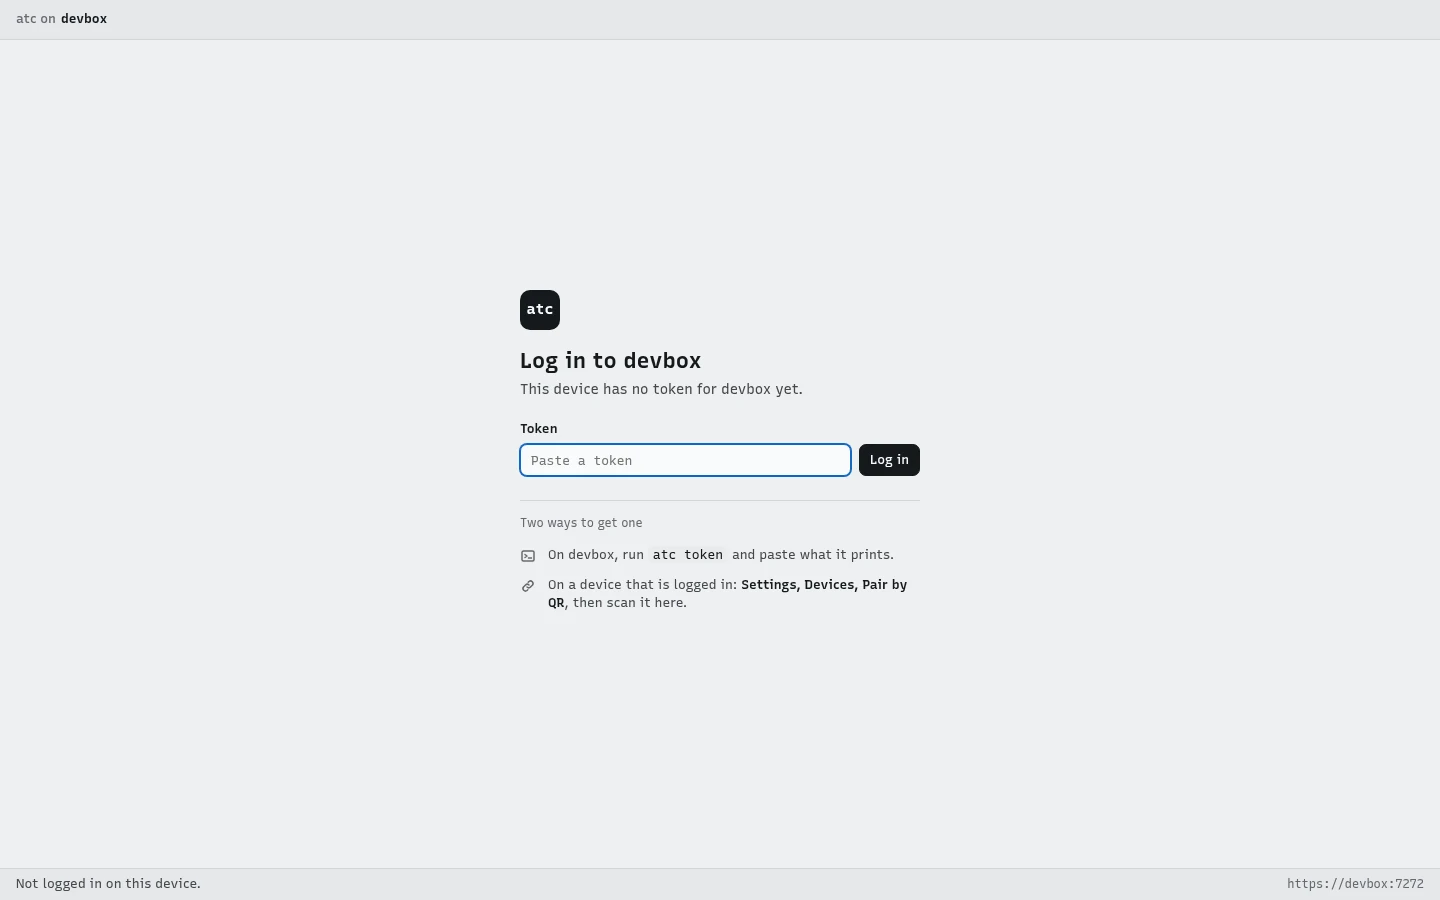 atc on devbox
atc
Log in to devbox
This device has no token for devbox yet.
Token
Paste a token
Log in
Two ways to get one
On devbox, run atc token and paste what it prints.
On a device that is logged in: Settings, Devices, Pair by
QR, then scan it here.
Not logged in on this device.
https://devbox:7272